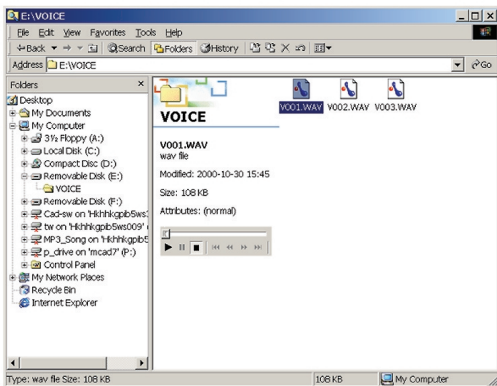 E:\VOICE
File Edit View Favorites Tools Help
Back Search Folders History
Address E:\VOICE Go
Folders ×
Desktop
My Documents
My Computer
3½ Floppy (A:)
Local Disk (C:)
Compact Disc (D:)
Removable Disk (E:)
VOICE
Removable Disk (F:)
Cad-sw on 'Hkhhkgpib5ws
tw on 'Hkhhkgpib5ws009'
MP3_Song on 'Hkhhkgpib5
p_drive on 'mcad7' (P:)
Control Panel
My Network Places
Recycle Bin
Internet Explorer
VOICE
V001.WAV
wav file
Modified: 2000-10-30 15:45
Size: 108 KB
Attributes: (normal)
V001.WAV V002.WAV V003.WAV
Type: wav file Size: 108 KB 108 KB My Computer